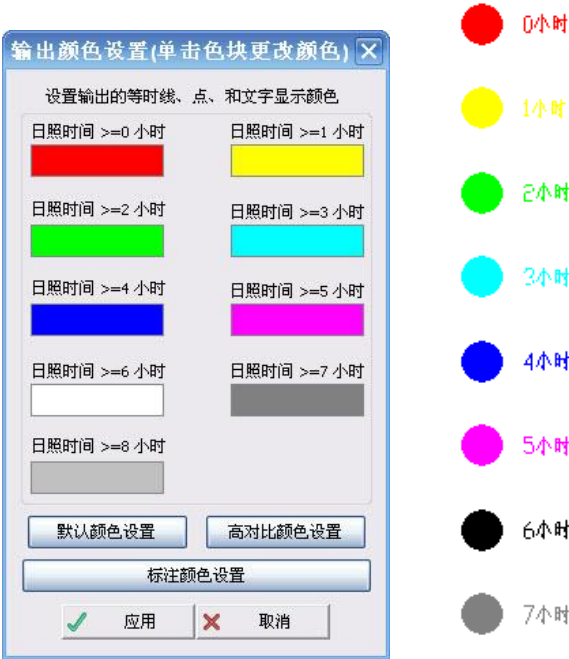 输出颜色设置(单击色块更改颜色)
设置输出的等时线、点、和文字显示颜色
日照时间 >=0 小时
日照时间 >=1 小时
日照时间 >=2 小时
日照时间 >=3 小时
日照时间 >=4 小时
日照时间 >=5 小时
日照时间 >=6 小时
日照时间 >=7 小时
日照时间 >=8 小时
默认颜色设置
高对比颜色设置
标注颜色设置
应用
取消
0小时
1小时
2小时
3小时
4小时
5小时
6小时
7小时